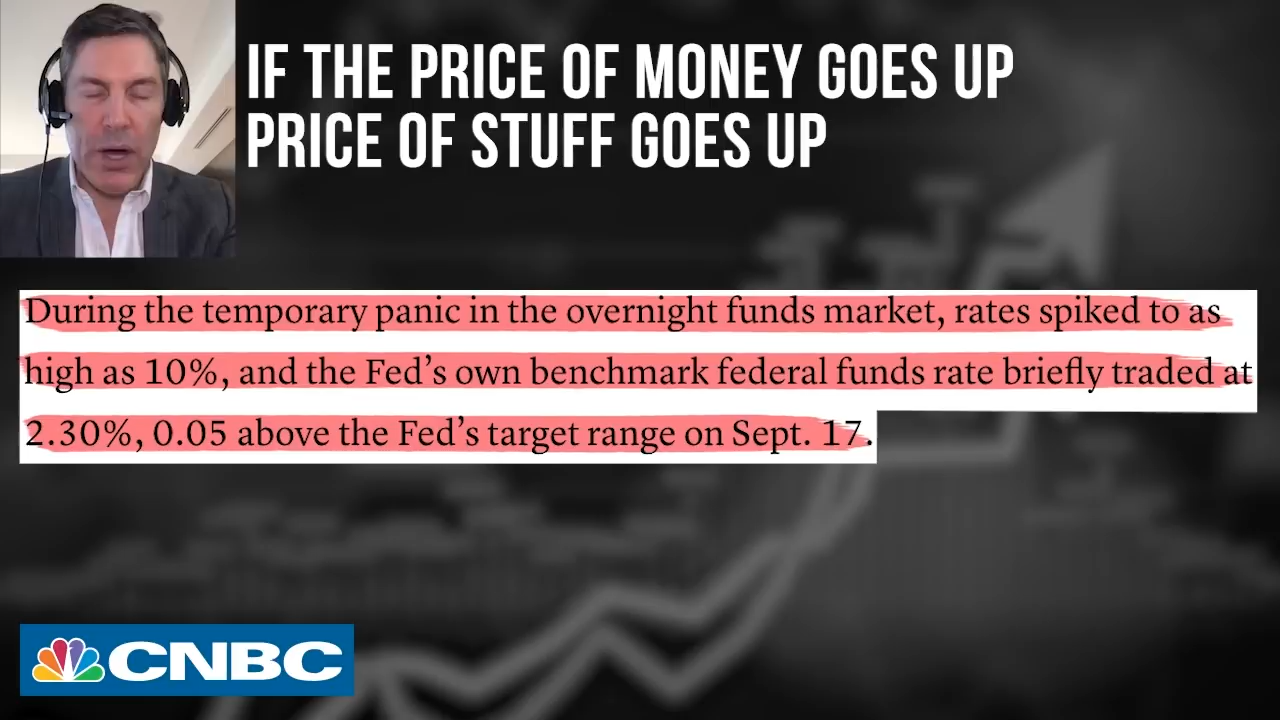 IF THE PRICE OF MONEY GOES UP
PRICE OF STUFF GOES UP
During the temporary panic in the overnight funds market, rates spiked to as
high as 10%, and the Fed’s own benchmark federal funds rate briefly traded at
2.30%, 0.05 above the Fed’s target range on Sept. 17.
CNBC